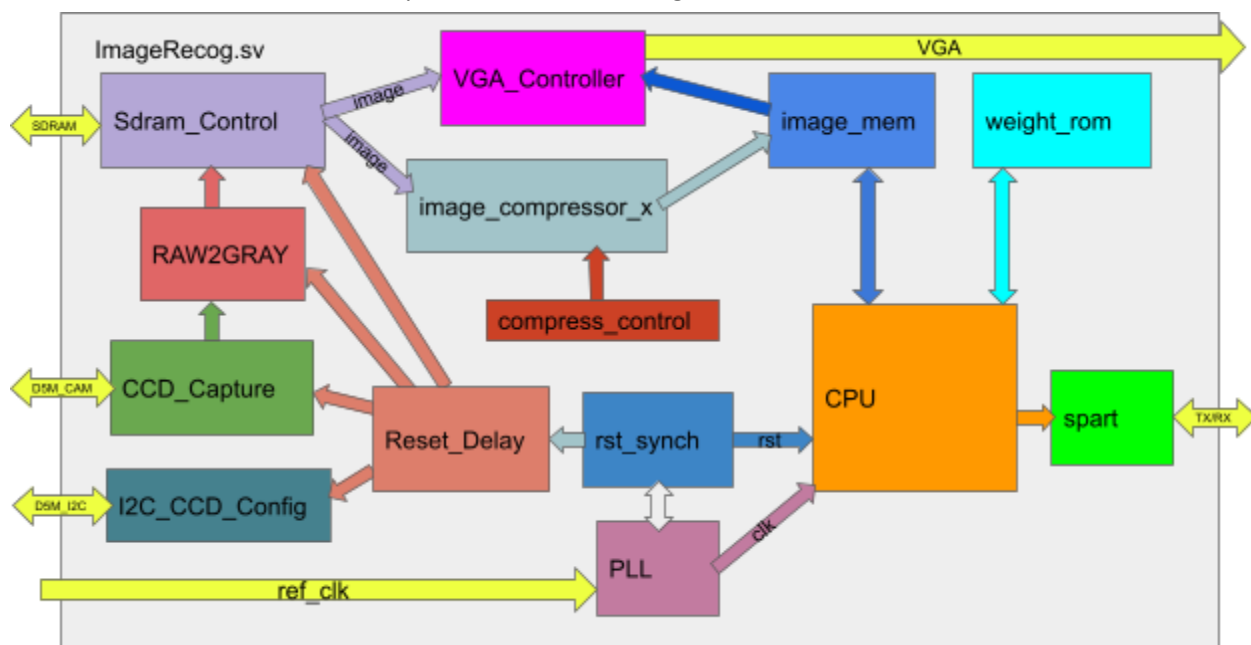 ImageRecog.sv
VGA
VGA_Controller
Sdram_Control
SDRAM
image
image
image_mem
weight_rom
image_compressor_x
RAW2GRAY
compress_control
CCD_Capture
D5M_CAM
CPU
Reset_Delay
rst_synch
rst
spart
TX/RX
I2C_CCD_Config
D5M_I2C
clk
PLL
ref_clk